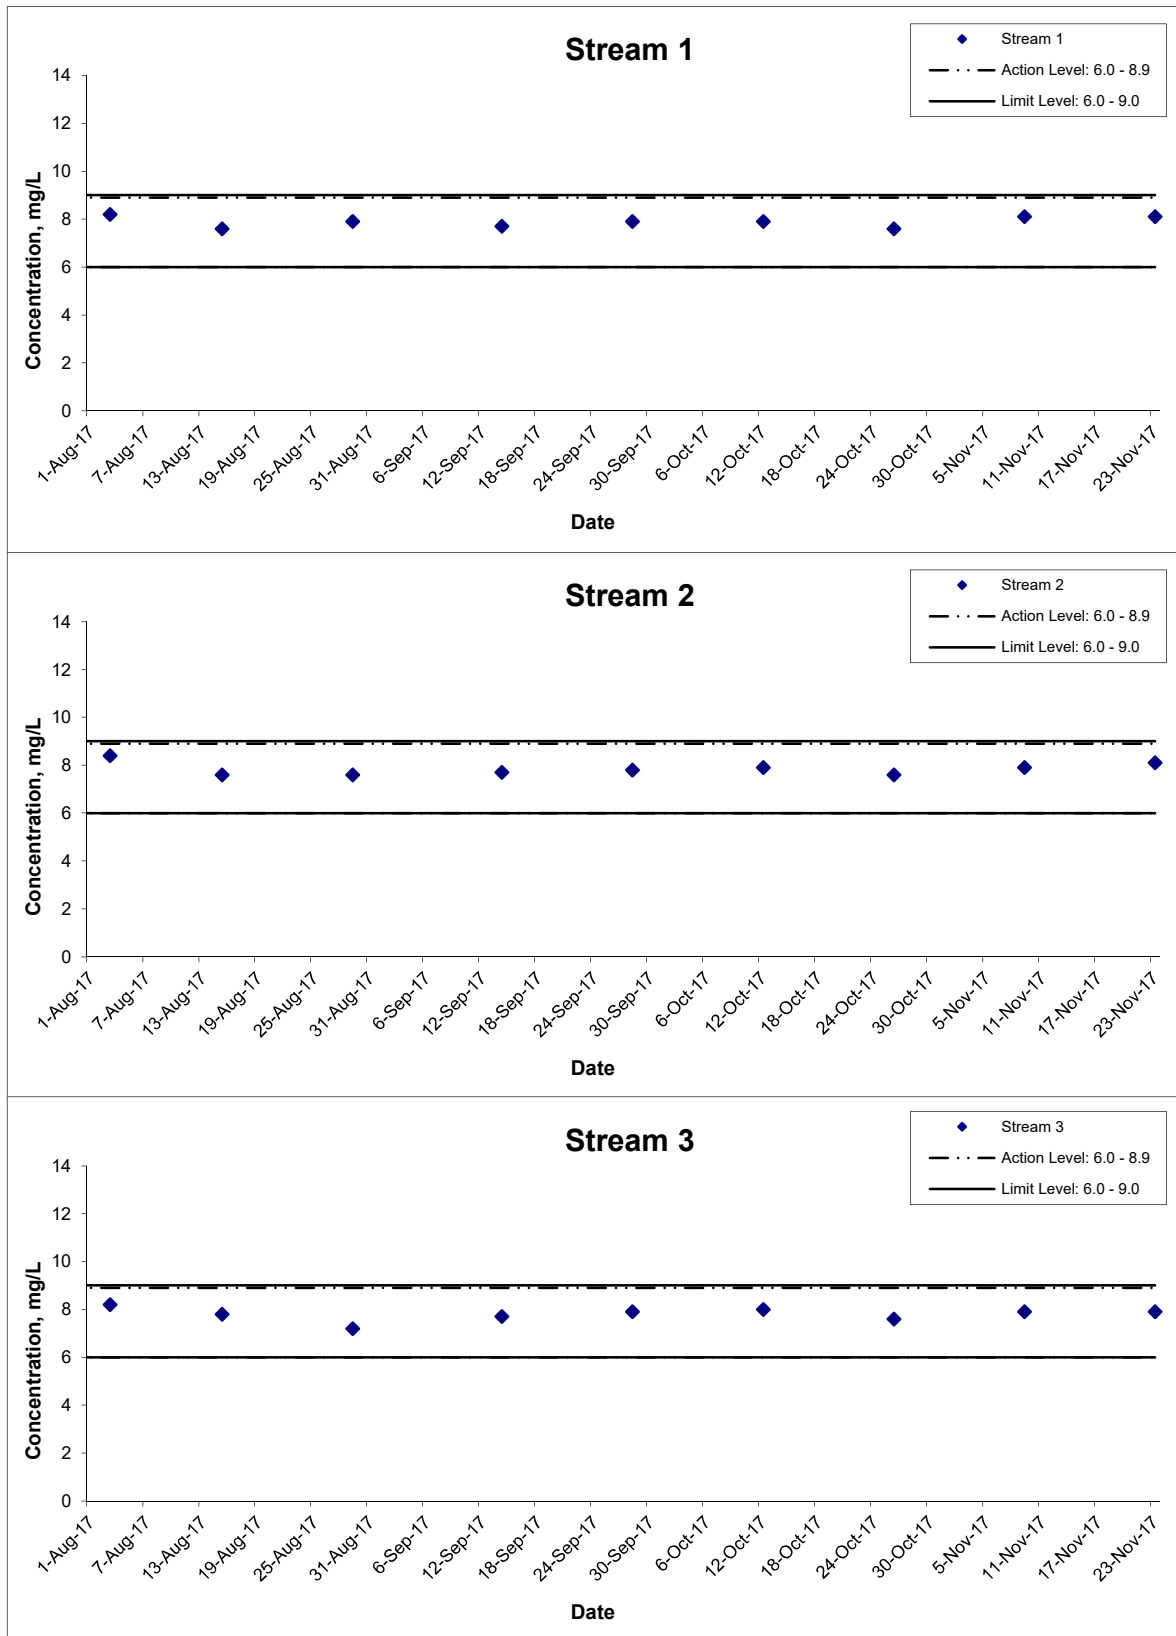 Stream 1
Stream 1
Action Level: 6.0 - 8.9
Limit Level: 6.0 - 9.0
Concentration, mg/L
14
12
10
8
6
4
2
0
1-Aug-17
7-Aug-17
13-Aug-17
19-Aug-17
25-Aug-17
31-Aug-17
6-Sep-17
12-Sep-17
18-Sep-17
24-Sep-17
30-Sep-17
6-Oct-17
12-Oct-17
18-Oct-17
24-Oct-17
30-Oct-17
5-Nov-17
11-Nov-17
17-Nov-17
23-Nov-17
Date
Stream 2
Stream 2
Action Level: 6.0 - 8.9
Limit Level: 6.0 - 9.0
Concentration, mg/L
14
12
10
8
6
4
2
0
1-Aug-17
7-Aug-17
13-Aug-17
19-Aug-17
25-Aug-17
31-Aug-17
6-Sep-17
12-Sep-17
18-Sep-17
24-Sep-17
30-Sep-17
6-Oct-17
12-Oct-17
18-Oct-17
24-Oct-17
30-Oct-17
5-Nov-17
11-Nov-17
17-Nov-17
23-Nov-17
Date
Stream 3
Stream 3
Action Level: 6.0 - 8.9
Limit Level: 6.0 - 9.0
Concentration, mg/L
14
12
10
8
6
4
2
0
1-Aug-17
7-Aug-17
13-Aug-17
19-Aug-17
25-Aug-17
31-Aug-17
6-Sep-17
12-Sep-17
18-Sep-17
24-Sep-17
30-Sep-17
6-Oct-17
12-Oct-17
18-Oct-17
24-Oct-17
30-Oct-17
5-Nov-17
11-Nov-17
17-Nov-17
23-Nov-17
Date